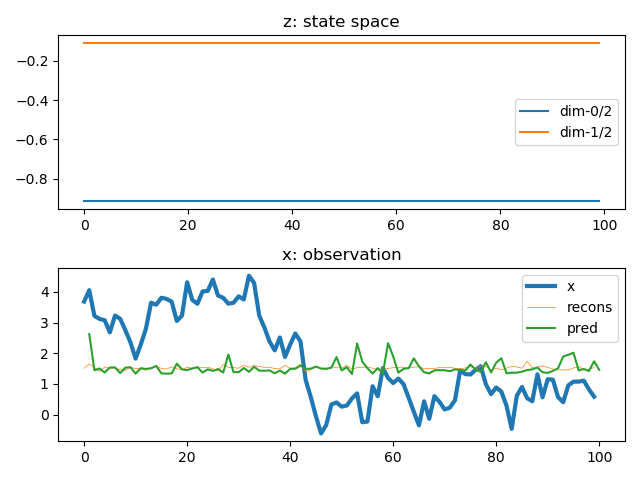 z: state space
−0.2
−0.4
−0.6
−0.8
dim-0/2
dim-1/2
0 20 40 60 80 100
x: observation
4
3
2
1
0
x
recons
pred
0 20 40 60 80 100